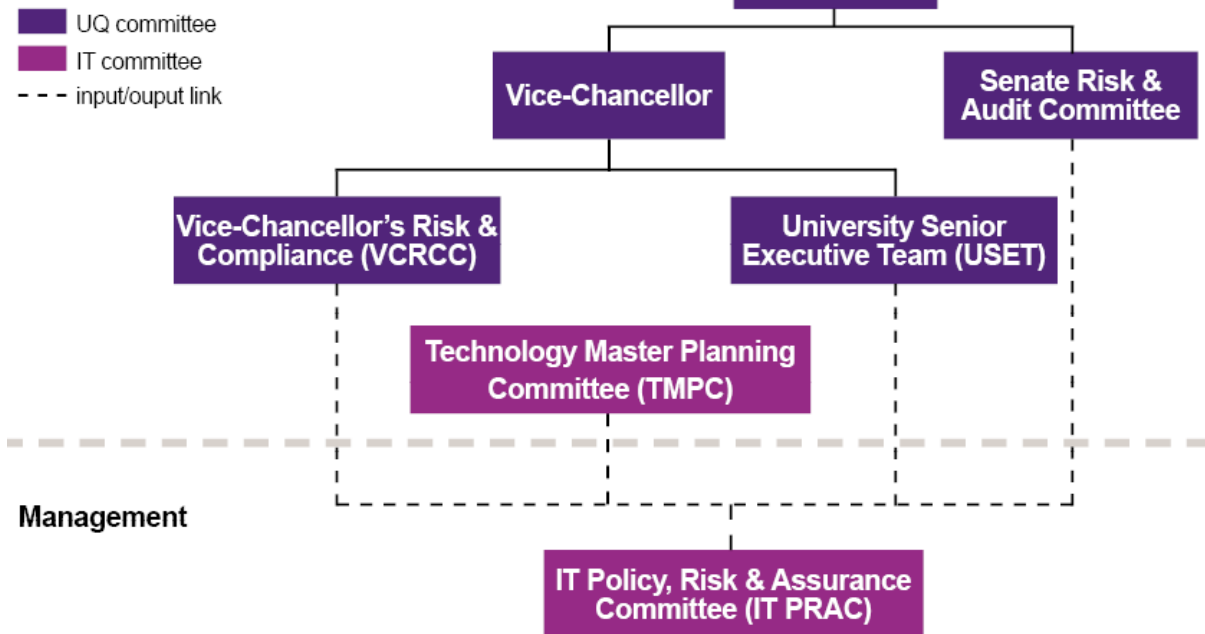 UQ committee
IT committee
input/ouput link
Vice-Chancellor
Senate Risk &
Audit Committee
Vice-Chancellor's Risk &
Compliance (VCRCC)
University Senior
Executive Team (USET)
Technology Master Planning
Committee (TMPC)
Management
IT Policy, Risk & Assurance
Committee (IT PRAC)